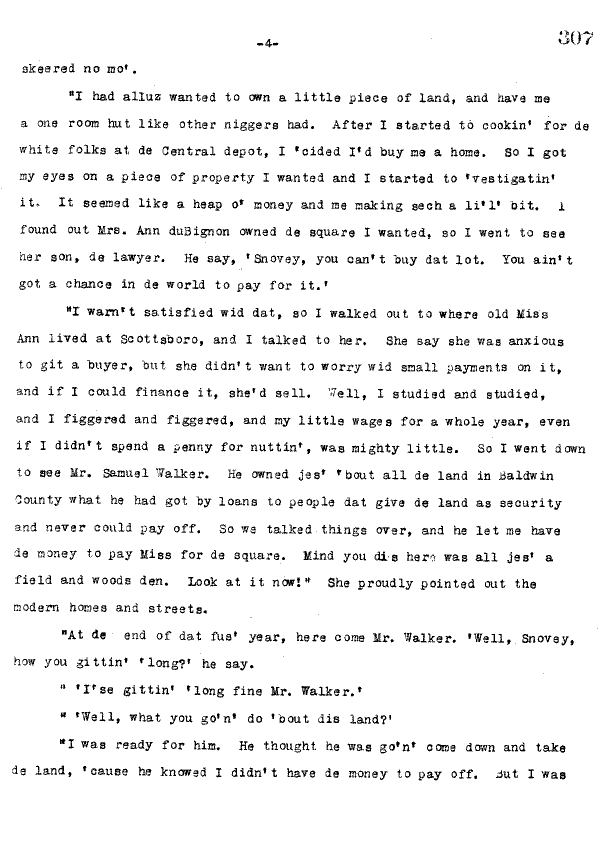 -4-
307
skeered no mo'.
"I had alluz wanted to own a little piece of land, and have me
a one room hut like other niggers had. After I started to cookin' for de
white folks at de Central depot, I 'cided I'd buy me a home. So I got
my eyes on a piece of property I wanted and I started to 'vestigatin'
it. It seemed like a heap o' money and me making sech a li'l' bit. I
found out Mrs. Ann duBignon owned de square I wanted, so I went to see
her son, de lawyer. He say, 'Snovey, you can't buy dat lot. You ain't
got a chance in de world to pay for it.'
"I warn't satisfied wid dat, so I walked out to where old Miss
Ann lived at Scottsboro, and I talked to her. She say she was anxious
to git a buyer, but she didn't want to worry wid small payments on it,
and if I could finance it, she'd sell. Well, I studied and studied,
and I figgered and figgered, and my little wages for a whole year, even
if I didn't spend a penny for nuttin', was mighty little. So I went down
to see Mr. Samuel Walker. He owned jes' 'bout all de land in Baldwin
County what he had got by loans to people dat give de land as security
and never could pay off. So we talked things over, and he let me have
de money to pay Miss for de square. Mind you dis here was all jes' a
field and woods den. Look at it now!" She proudly pointed out the
modern homes and streets.
"At de end of dat fus' year, here come Mr. Walker. 'Well, Snovey,
how you gittin' 'long?' he say.
" 'I'se gittin' 'long fine Mr. Walker.'
" 'Well, what you go'n' do 'bout dis land?'
"I was ready for him. He thought he was go'n' come down and take
de land, 'cause he knowed I didn't have de money to pay off. But I was